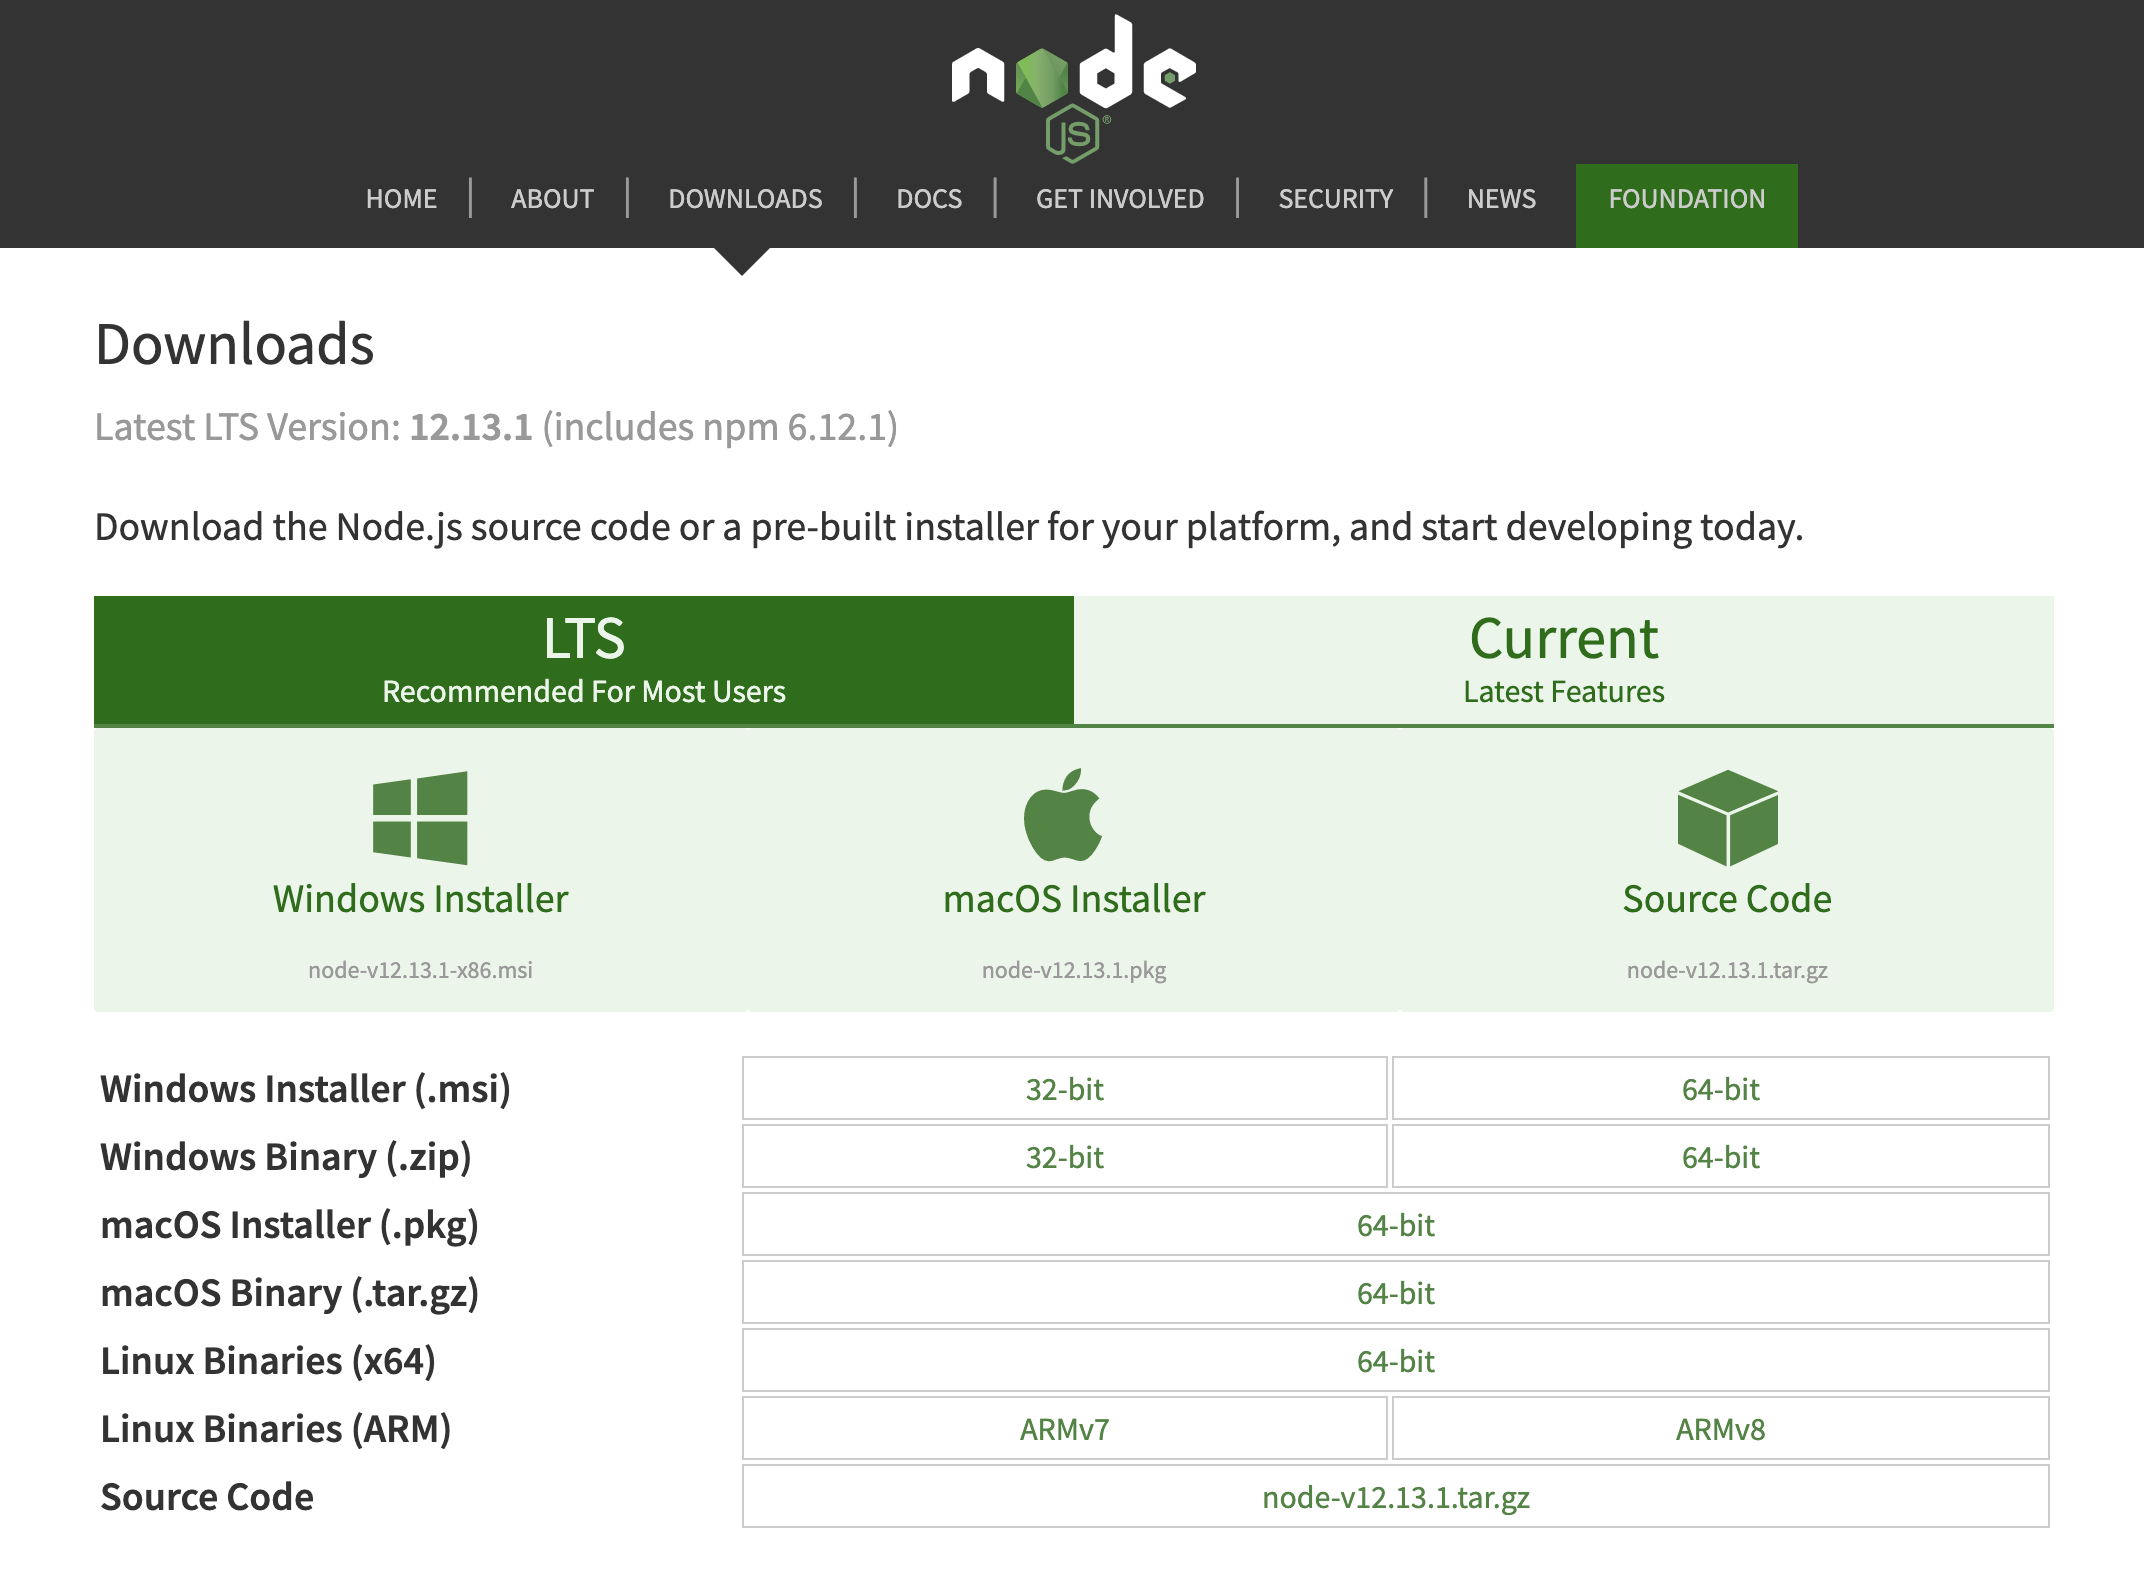 node
JS®
HOME | ABOUT | DOWNLOADS | DOCS | GET INVOLVED | SECURITY | NEWS FOUNDATION
Downloads
Latest LTS Version: 12.13.1 (includes npm 6.12.1)
Download the Node.js source code or a pre-built installer for your platform, and start developing today.
LTS Current
Recommended For Most Users Latest Features
Windows Installer macOS Installer Source Code
node-v12.13.1-x86.msi node-v12.13.1.pkg node-v12.13.1.tar.gz
Windows Installer (.msi) 32-bit 64-bit
Windows Binary (.zip) 32-bit 64-bit
macOS Installer (.pkg) 64-bit
macOS Binary (.tar.gz) 64-bit
Linux Binaries (x64) 64-bit
Linux Binaries (ARM) ARMv7 ARMv8
Source Code node-v12.13.1.tar.gz